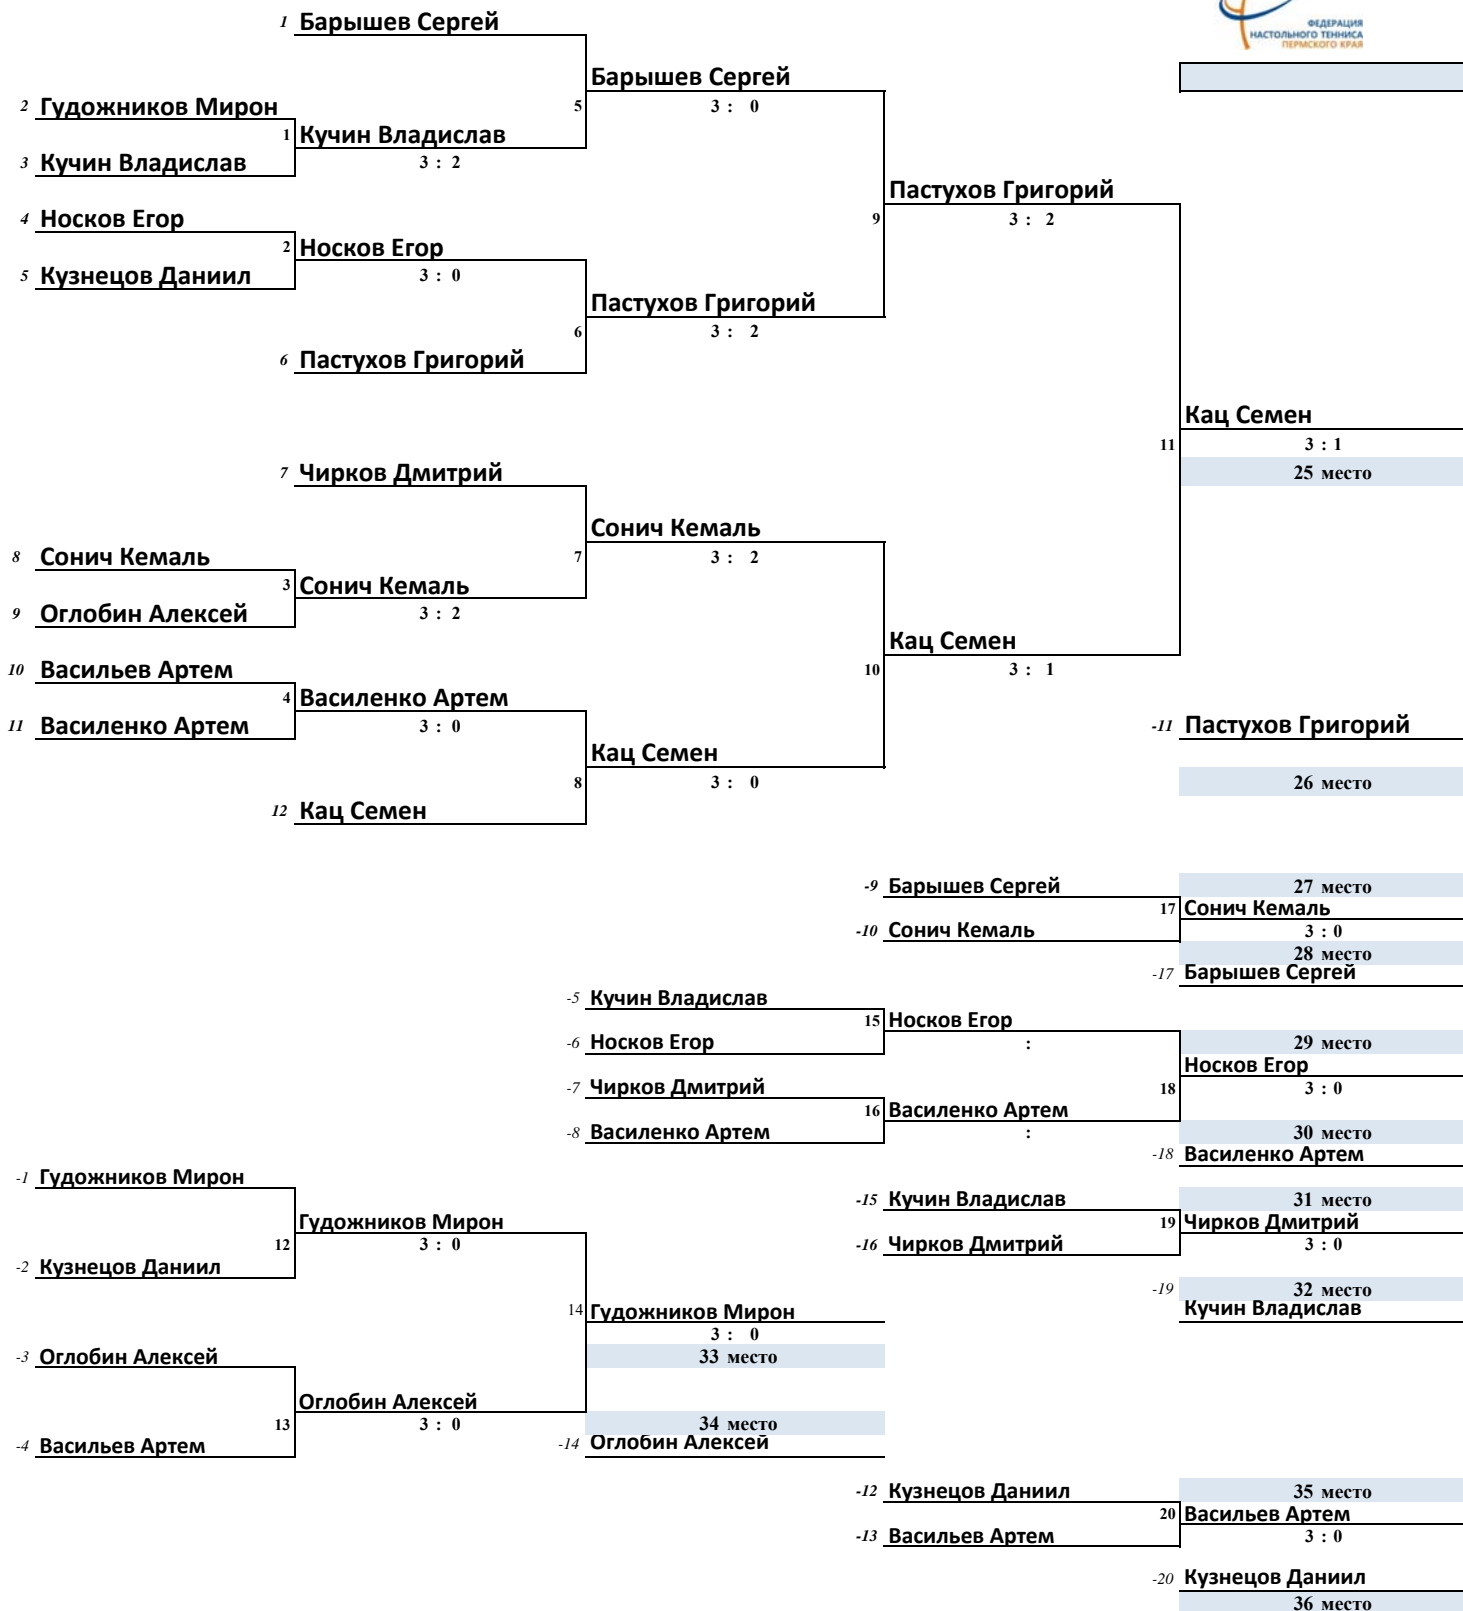 ФЕДЕРАЦИЯ
НАСТОЛЬНОГО ТЕННИСА
ПЕРМСКОГО КРАЯ
1 Барышев Сергей
Барышев Сергей
2 Гудожников Мирон 5 3 : 0
1 Кучин Владислав
3 Кучин Владислав 3 : 2
Пастухов Григорий
4 Носков Егор 9 3 : 2
2 Носков Егор
5 Кузнецов Даниил 3 : 0
Пастухов Григорий
6 3 : 2
6 Пастухов Григорий
Кац Семен
11 3 : 1
7 Чирков Дмитрий 25 место
Сонич Кемаль
8 Сонич Кемаль 7 3 : 2
3 Сонич Кемаль
9 Оглобин Алексей 3 : 2
Кац Семен
10 Васильев Артем 10 3 : 1
4 Василенко Артем
11 Василенко Артем 3 : 0 -11 Пастухов Григорий
Кац Семен
8 3 : 0 26 место
12 Кац Семен
-9 Барышев Сергей 27 место
17 Сонич Кемаль
-10 Сонич Кемаль 3 : 0
28 место
-17 Барышев Сергей
-5 Кучин Владислав
15 Носков Егор
-6 Носков Егор : 29 место
Носков Егор
-7 Чирков Дмитрий 18 3 : 0
16 Василенко Артем
-8 Василенко Артем : 30 место
-18 Василенко Артем
-1 Гудожников Мирон
-15 Кучин Владислав 31 место
Гудожников Мирон 19 Чирков Дмитрий
12 3 : 0 -16 Чирков Дмитрий 3 : 0
-2 Кузнецов Даниил
-19 32 место
14 Гудожников Мирон Кучин Владислав
3 : 0
-3 Оглобин Алексей 33 место
Оглобин Алексей
13 3 : 0 34 место
-4 Васильев Артем -14 Оглобин Алексей
-12 Кузнецов Даниил 35 место
20 Васильев Артем
-13 Васильев Артем 3 : 0
-20 Кузнецов Даниил
36 место